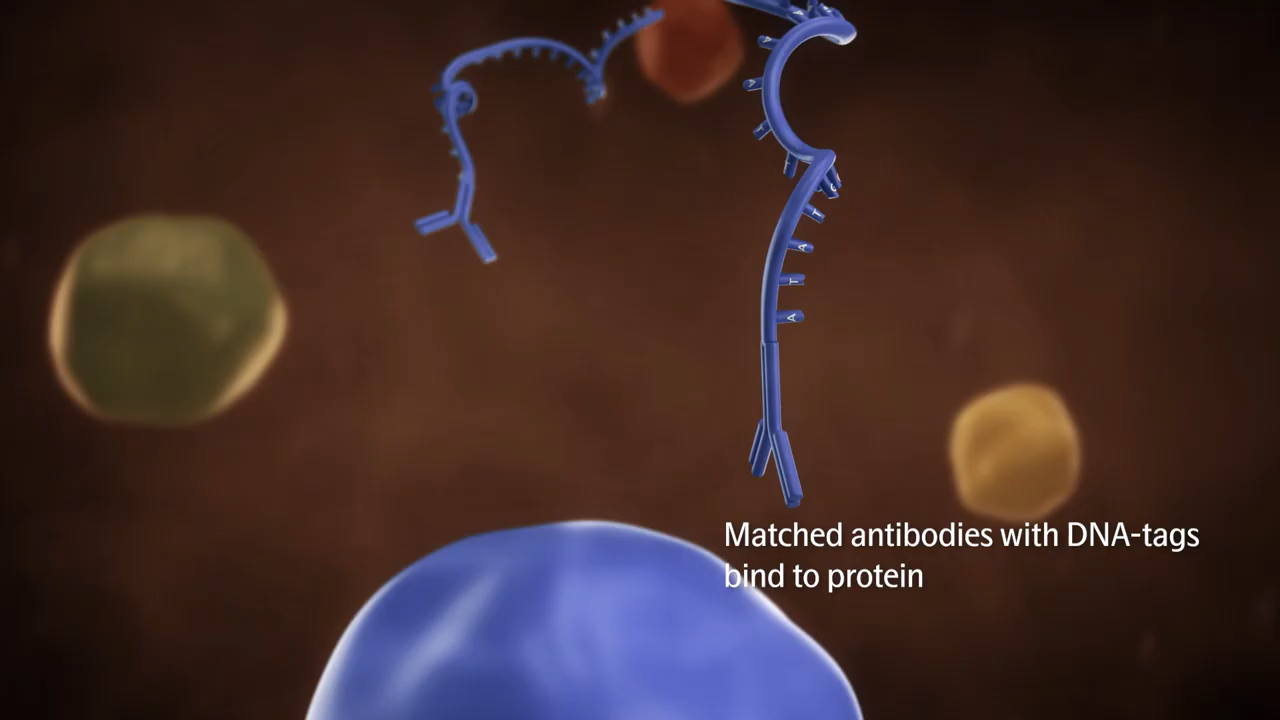 A
T
A
T
Matched antibodies with DNA-tags
bind to protein